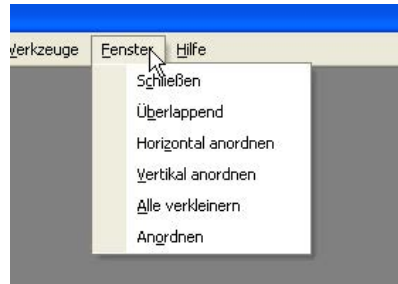 Werkzeuge Fenster Hilfe
Schließen
Überlappend
Horizontal anordnen
Vertikal anordnen
Alle verkleinern
Anordnen